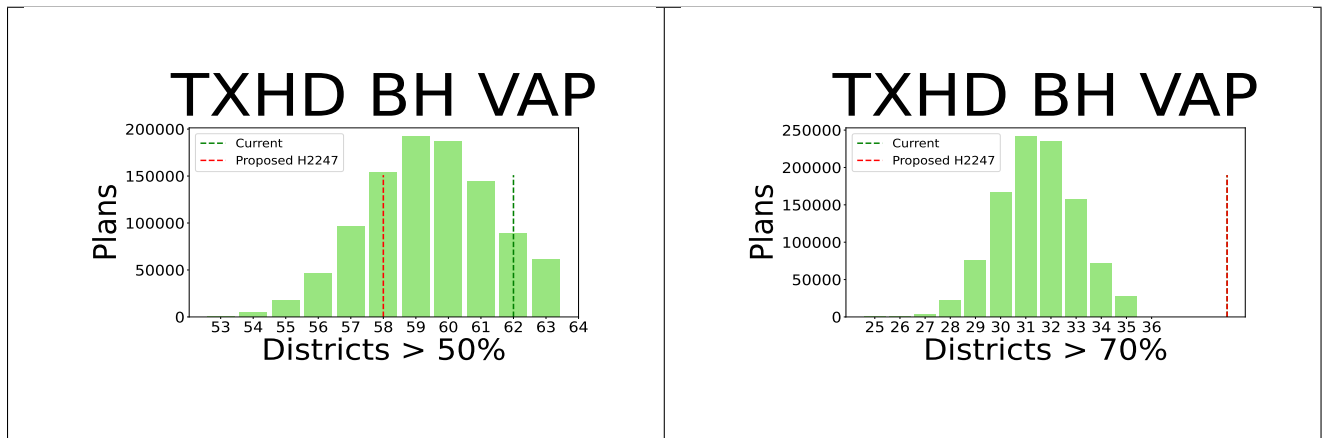 TXHD BH VAP
200000
150000
100000
50000
0
Plans
Current
Proposed H2247
53 54 55 56 57 58 59 60 61 62 63 64
Districts > 50%
TXHD BH VAP
250000
200000
150000
100000
50000
0
Plans
Current
Proposed H2247
25 26 27 28 29 30 31 32 33 34 35 36
Districts > 70%